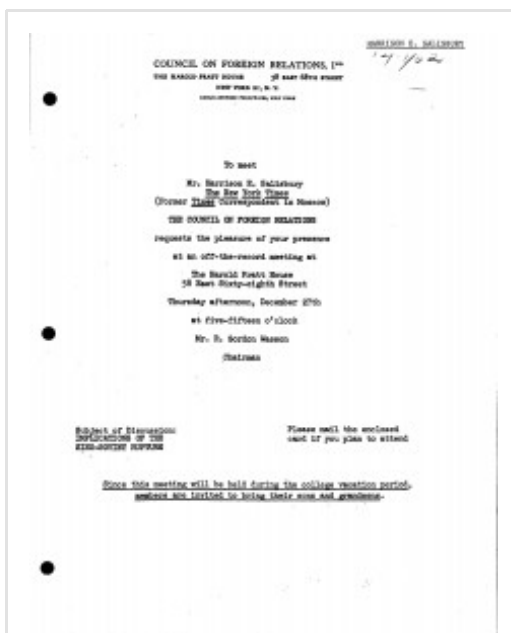 HARRISON E. SALISBURY
COUNCIL ON FOREIGN RELATIONS, Inc.
THE HAROLD PRATT HOUSE 58 EAST 68TH STREET
NEW YORK 21, N. Y.
To meet
Mr. Harrison E. Salisbury
The New York Times
(Former Times Correspondent in Moscow)
THE COUNCIL ON FOREIGN RELATIONS
requests the pleasure of your presence
at an off-the-record meeting at
The Harold Pratt House
58 East Sixty-eighth Street
Thursday afternoon, December 27th
at five-fifteen o'clock
Mr. R. Gordon Wasson
Chairman
Subject of Discussion:
IMPLICATIONS OF THE
SINO-SOVIET RUPTURE
Please mail the enclosed
card if you plan to attend
Since this meeting will be held during the college vacation period,
members are invited to bring their sons and grandsons.